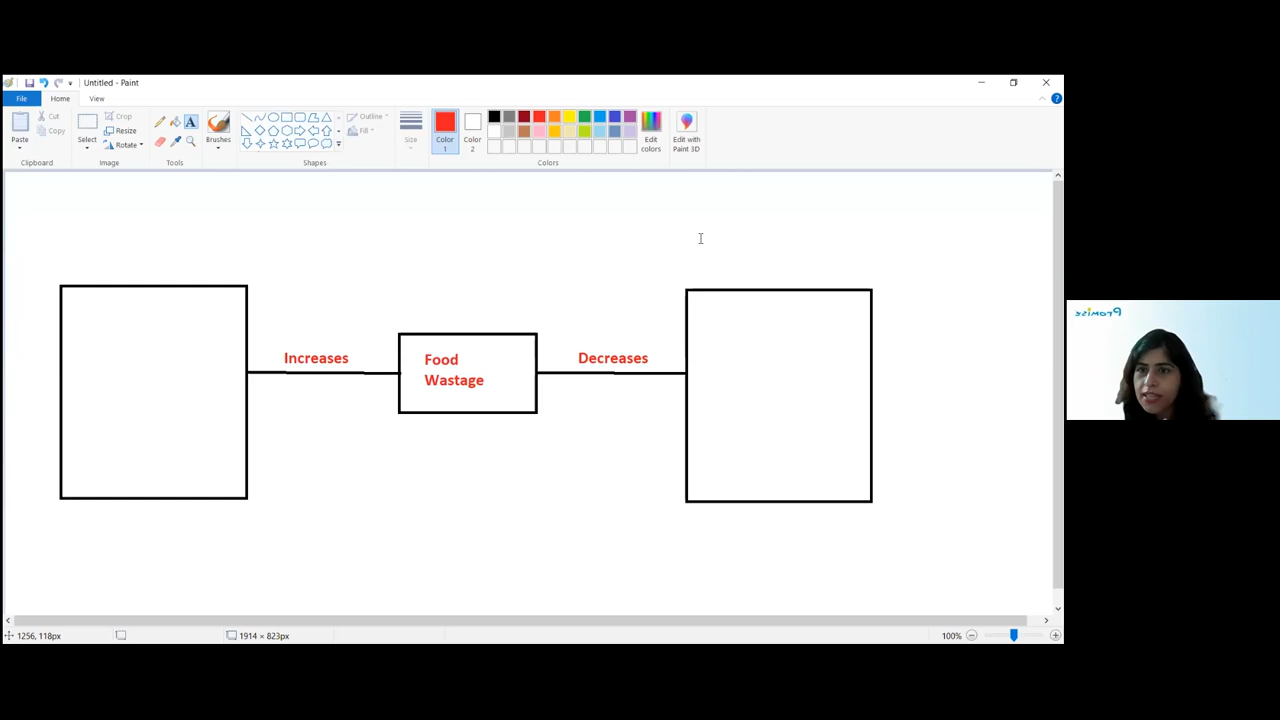 Untitled - Paint
File
Home
View
Paste
Cut
Copy
Clipboard
Select
Crop
Resize
Rotate
Image
Tools
Brushes
Shapes
Outline
Fill
Size
Color
1
Color
2
Edit
colors
Colors
Edit with
Paint 3D
Increases
Food
Wastage
Decreases
Promise
1256, 118px
1914 × 823px
100%